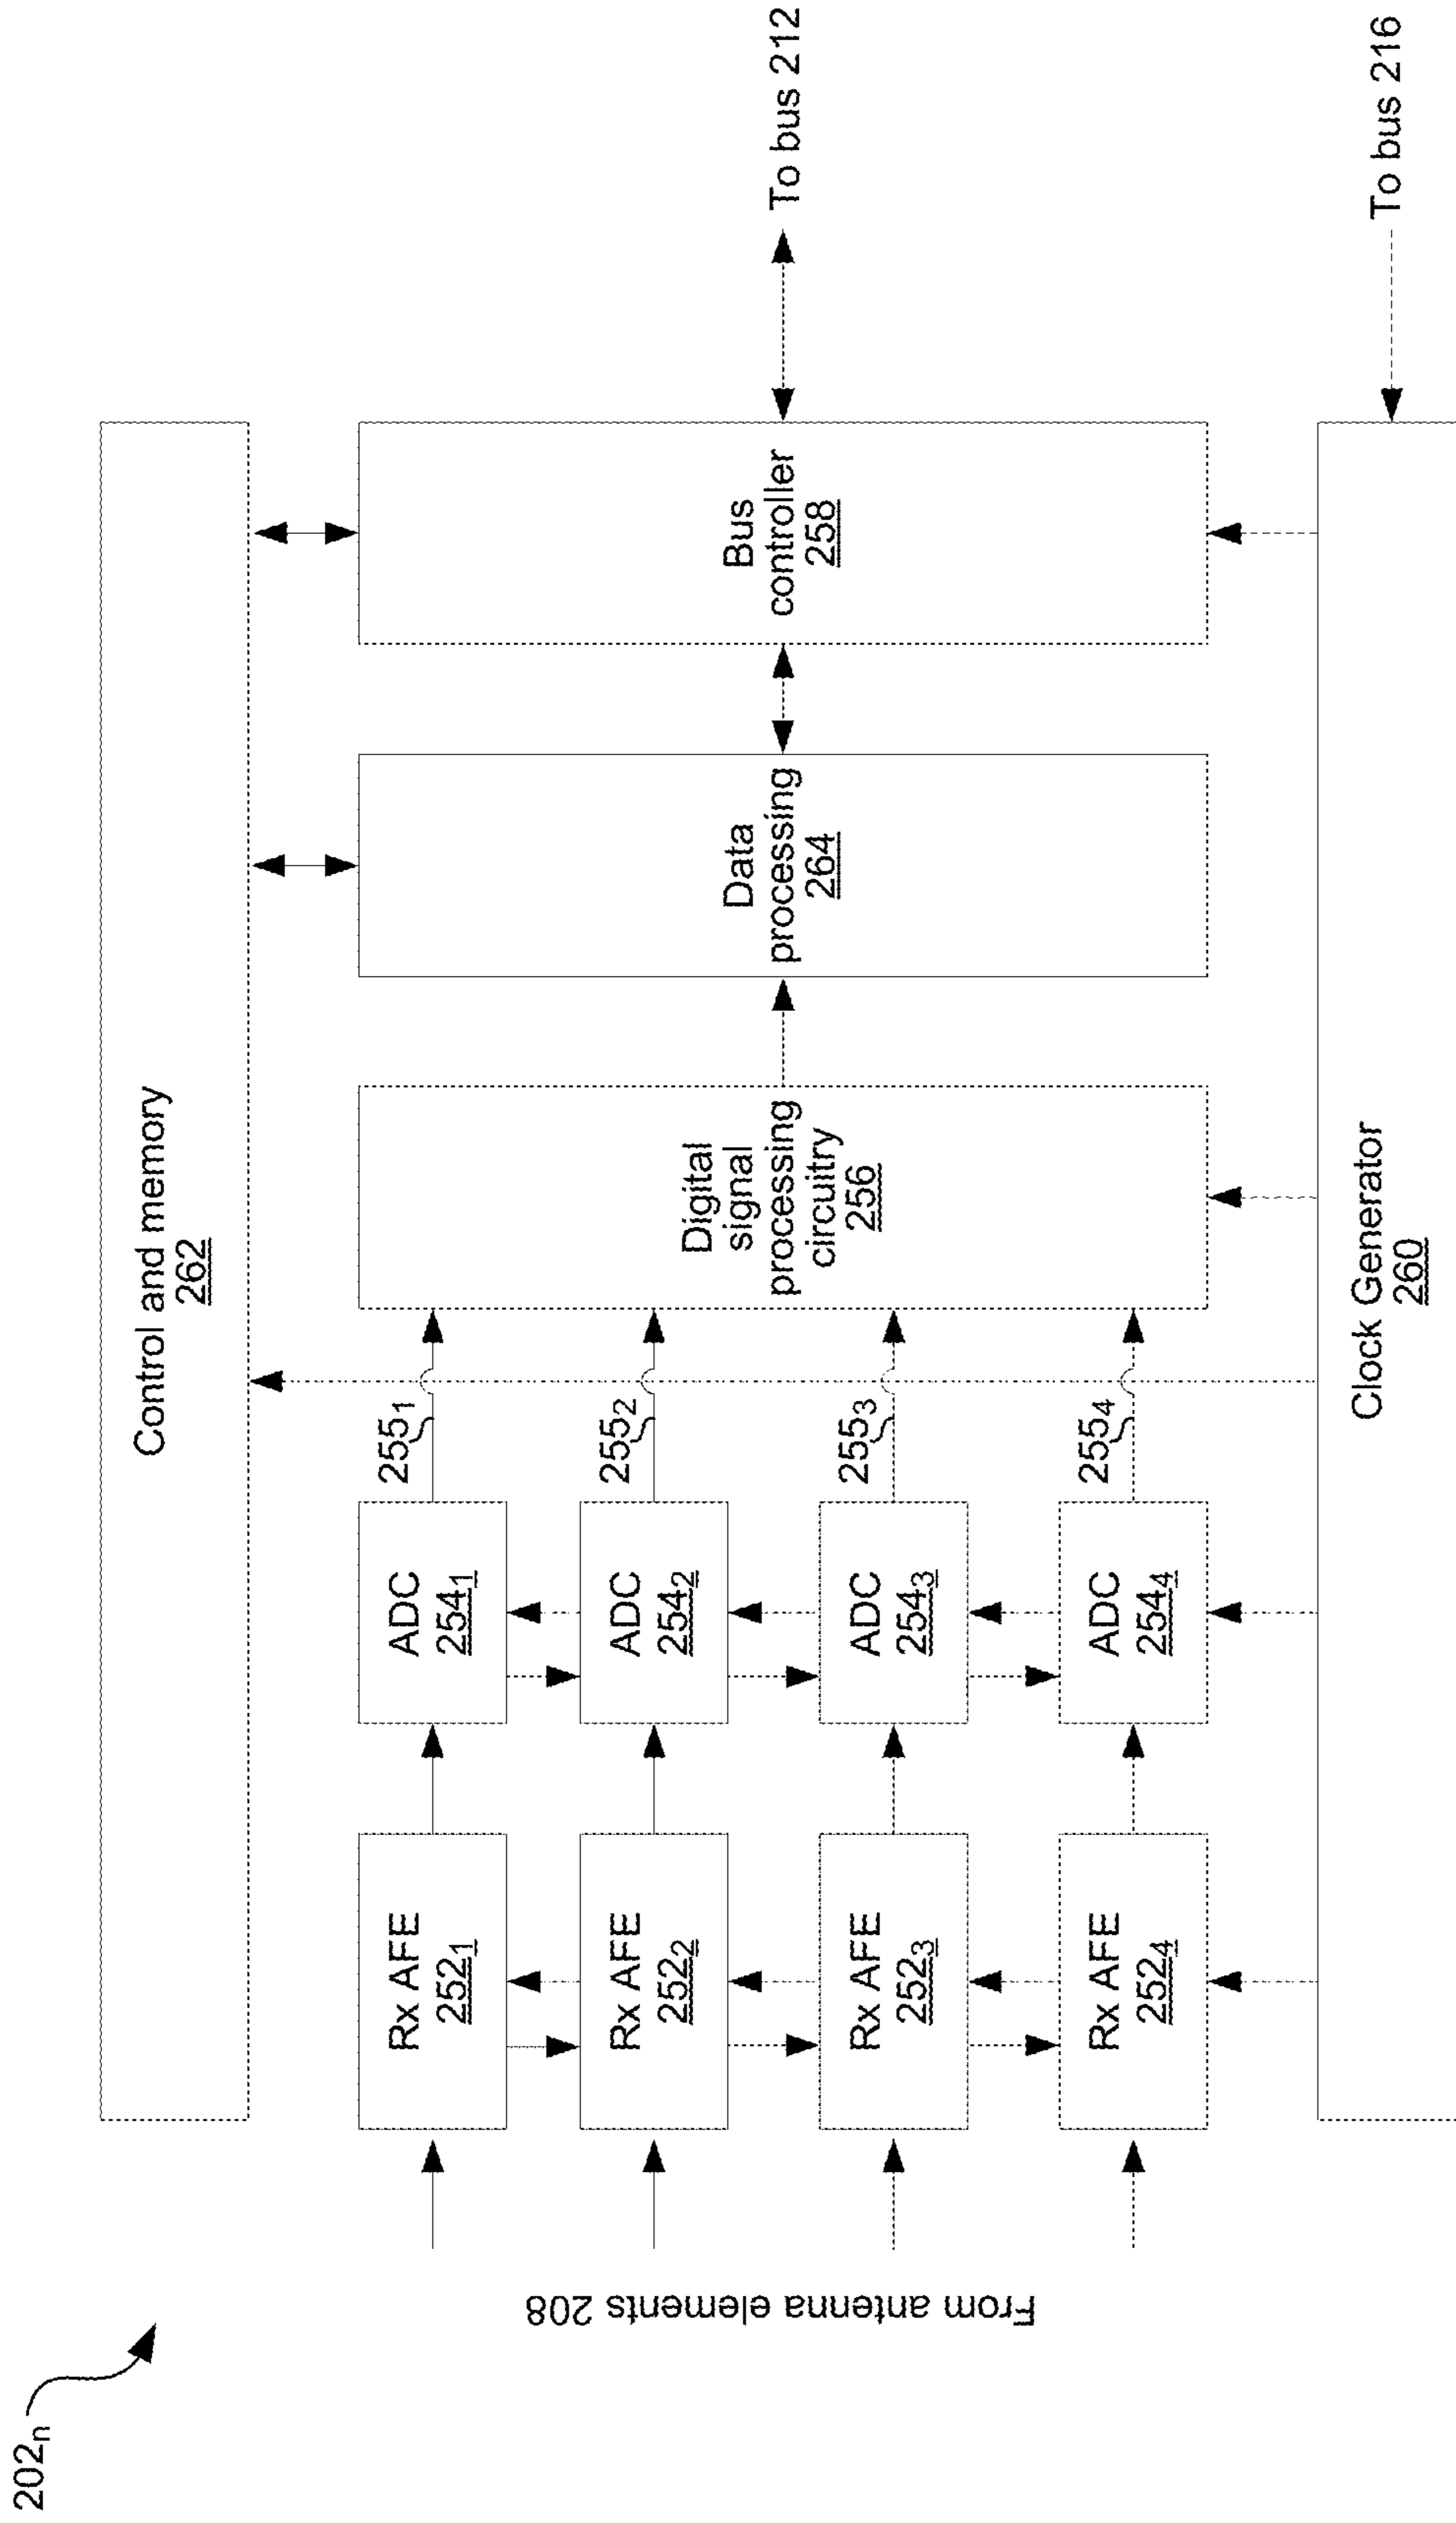 202n
Control and memory
262
From antenna elements 208
Rx AFE
2521
Rx AFE
2522
Rx AFE
2523
Rx AFE
2524
ADC
2541
ADC
2542
ADC
2543
ADC
2544
2551
2552
2553
2554
Digital
signal
processing
circuitry
256
Data
processing
264
Bus
controller
258
To bus 212
Clock Generator
260
To bus 216